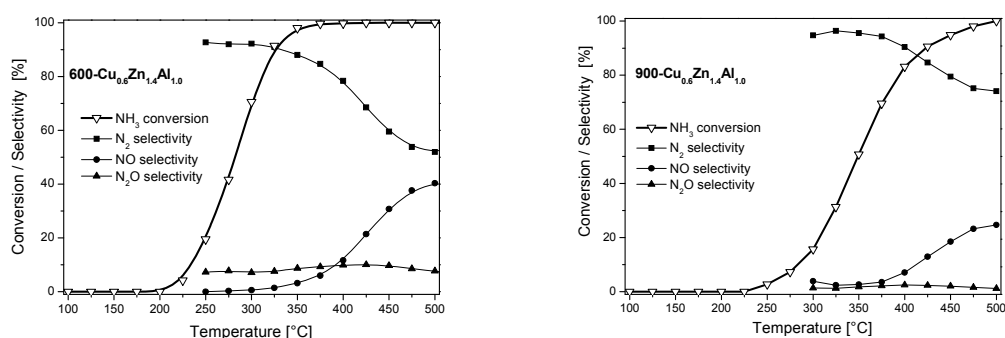 100
80
60
40
20
0
Conversion / Selectivity [%]
600-Cu0.6Zn1.4Al1.0
NH3 conversion
N2 selectivity
NO selectivity
N2O selectivity
100 150 200 250 300 350 400 450 500
Temperature [°C]
100
80
60
40
20
0
Conversion / Selectivity [%]
900-Cu0.6Zn1.4Al1.0
NH3 conversion
N2 selectivity
NO selectivity
N2O selectivity
100 150 200 250 300 350 400 450 500
Temperature [°C]